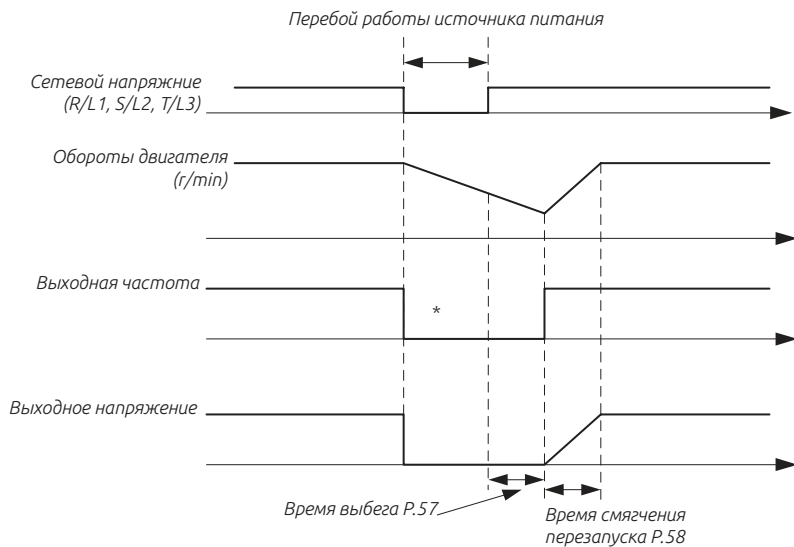 Перебой работы источника питания
Сетевой напряжние
(R/L1, S/L2, T/L3)
Обороты двигателя
(r/min)
Выходная частота
*
Выходное напряжение
Время выбега P.57
Время смягчения
перезапуска P.58